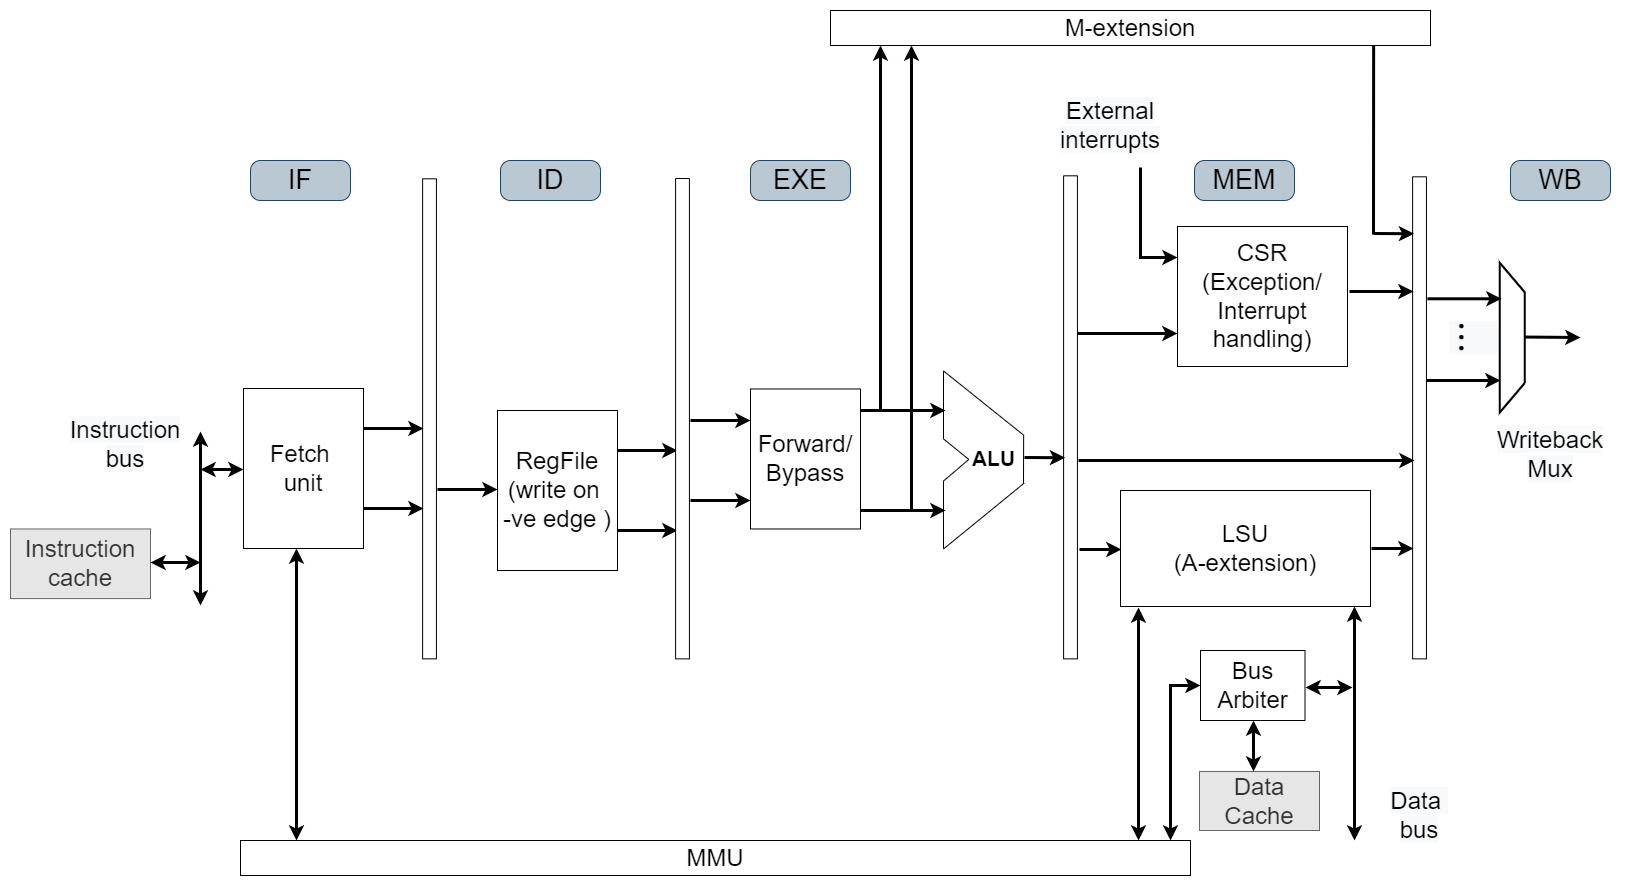 M-extension
External
interrupts
IF
ID
EXE
MEM
WB
CSR
(Exception/
Interrupt
handling)
Instruction
bus
Fetch
unit
RegFile
(write on
-ve edge )
Forward/
Bypass
ALU
Writeback
Mux
Instruction
cache
LSU
(A-extension)
Bus
Arbiter
Data
Cache
Data
bus
MMU